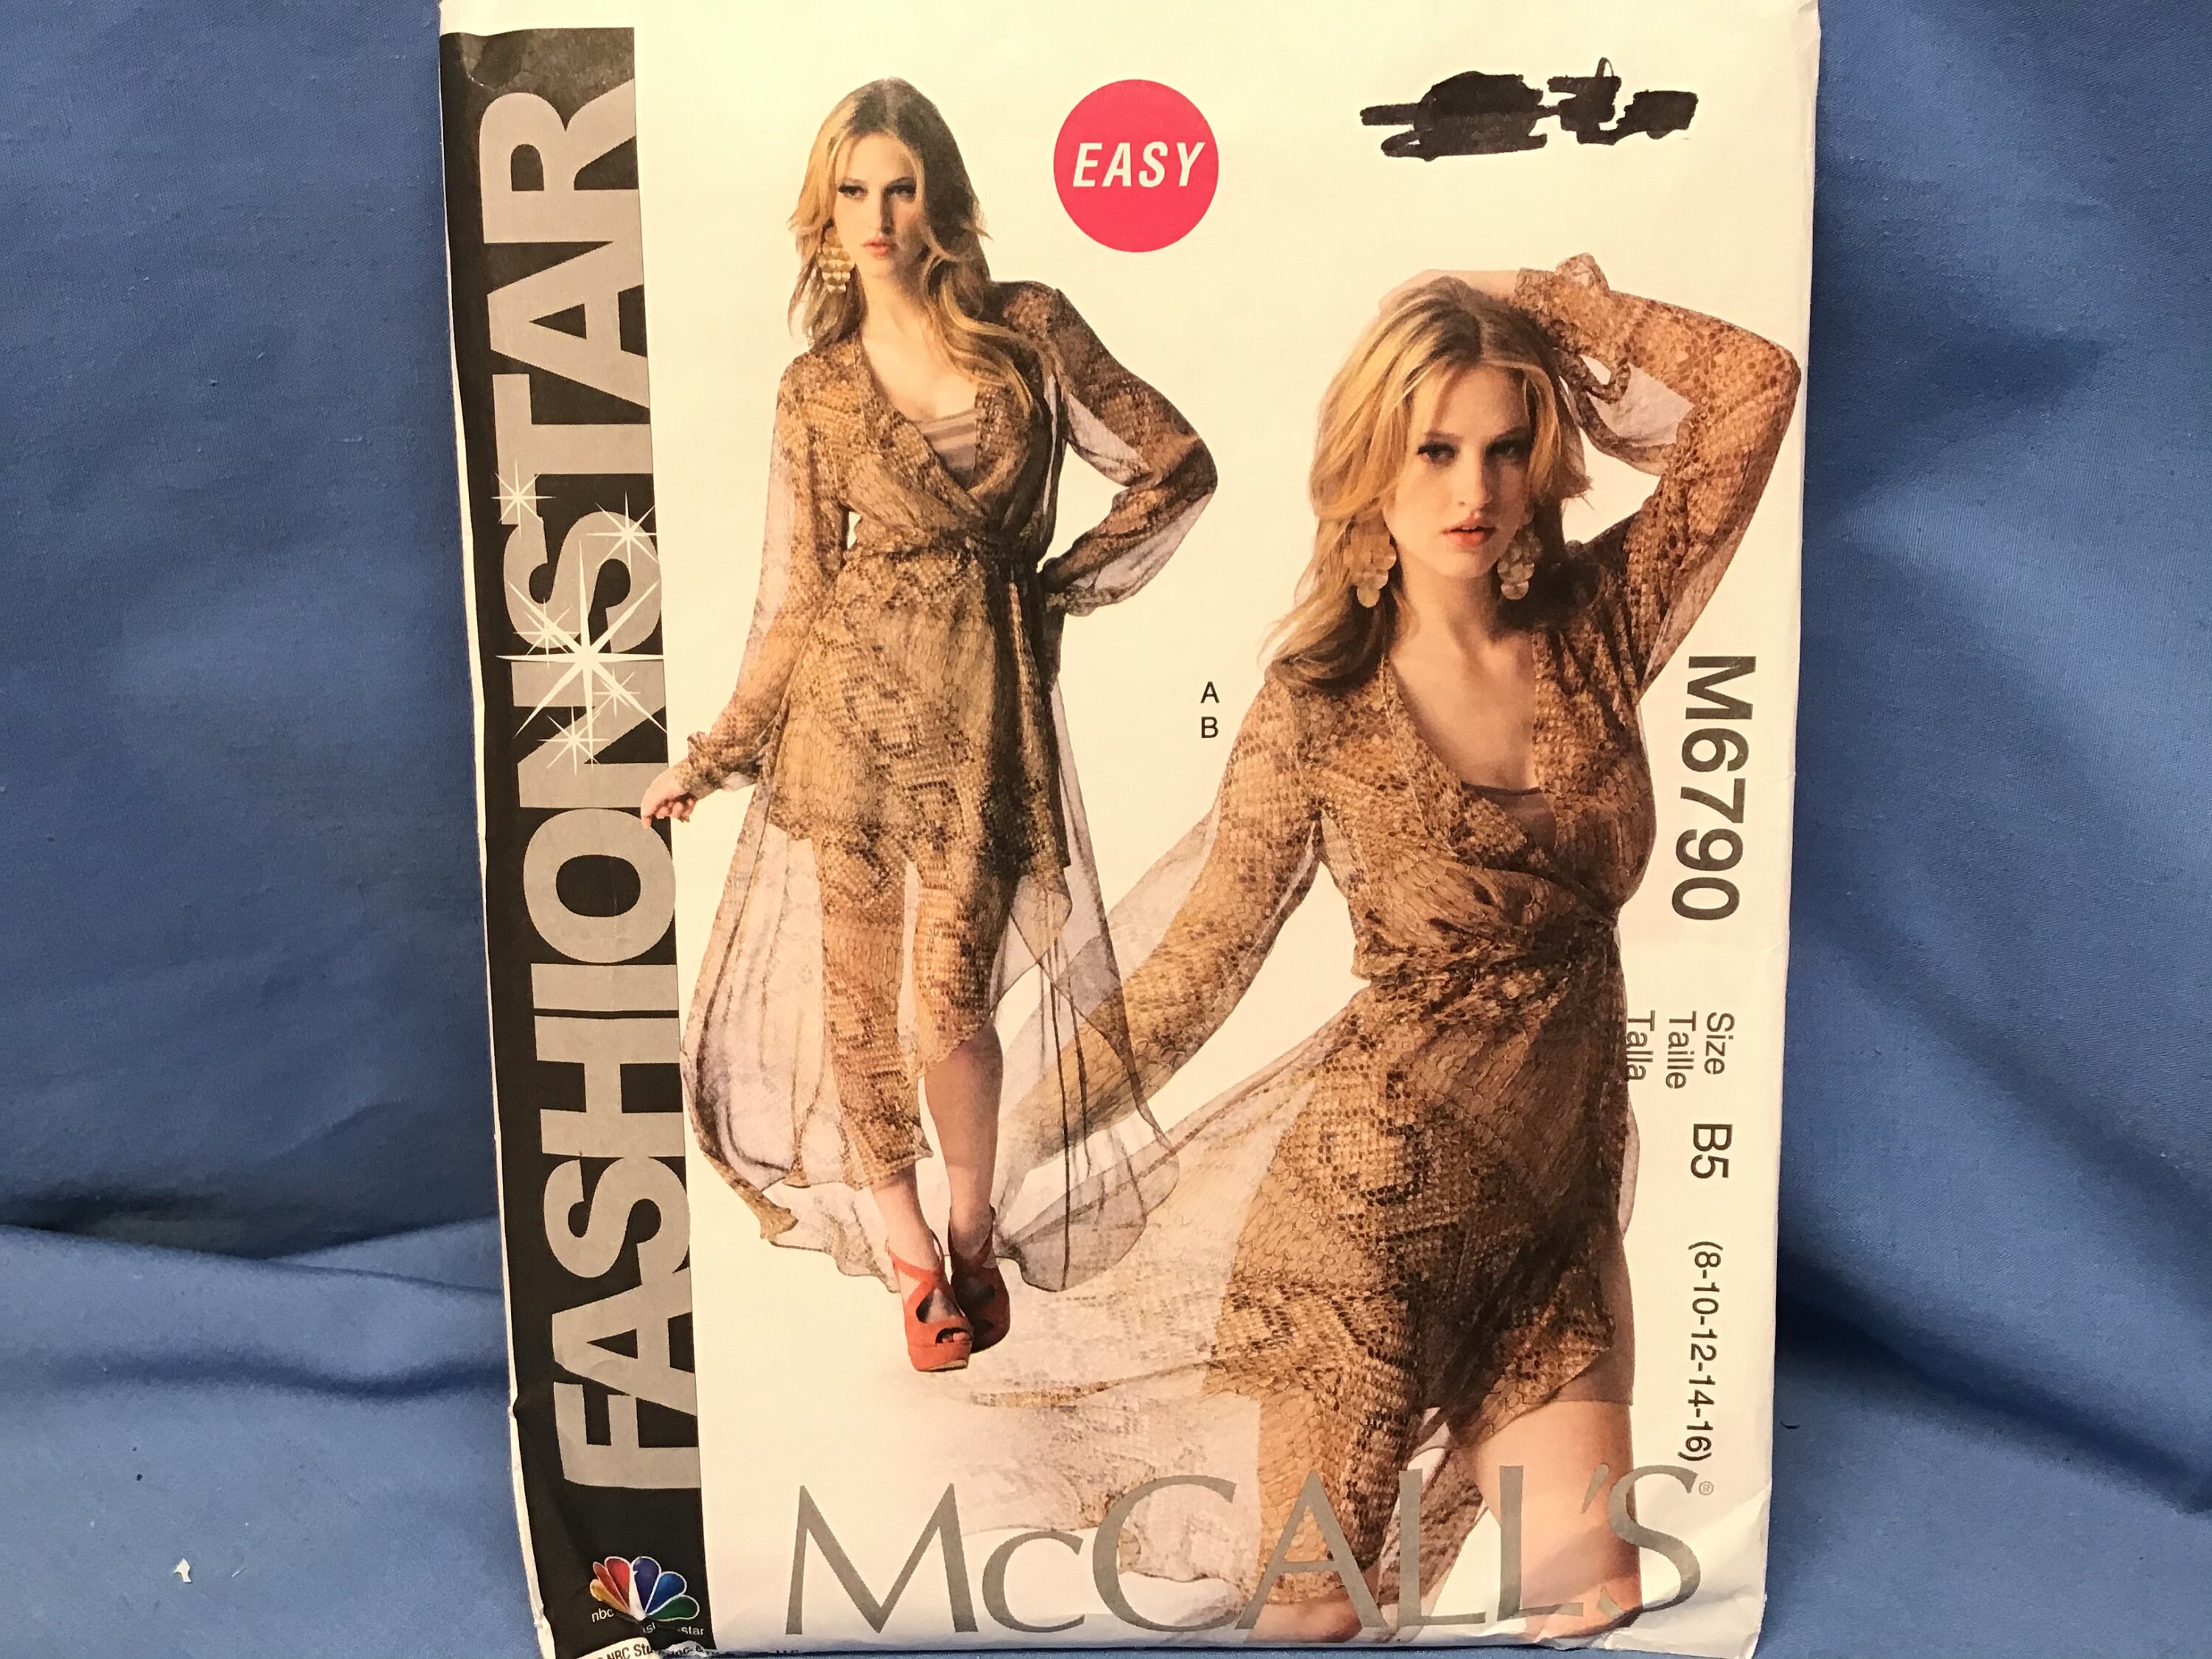 FASHION STAR
EASY
A
B
M6790
Size B5 (8-10-12-14-16)
Taille
Talla
McCALL'S®
nbc